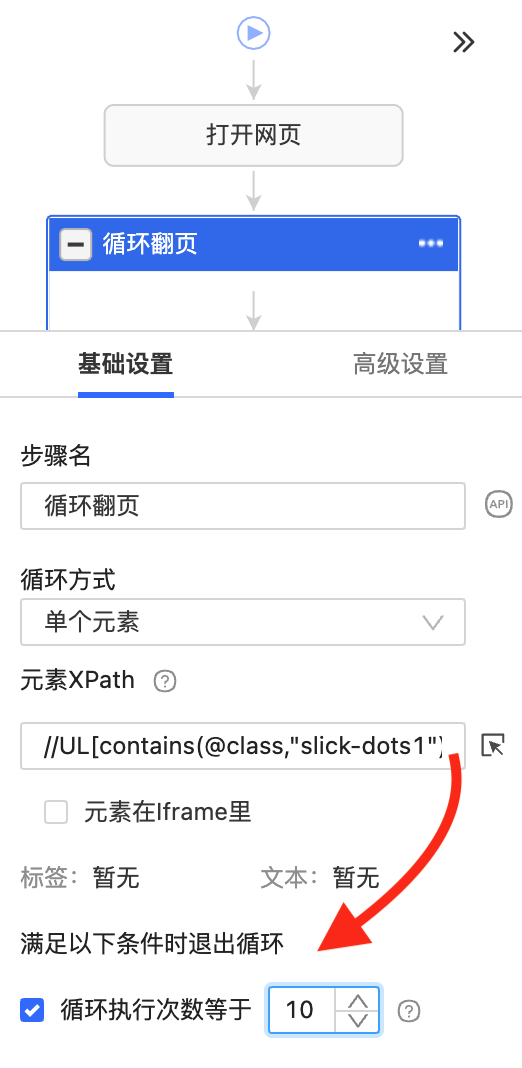 打开网页
循环翻页
基础设置
高级设置
步骤名
循环翻页
API
循环方式
单个元素
元素XPath
//UL[contains(@class,"slick-dots1")
元素在Iframe里
标签：暂无
文本：暂无
满足以下条件时退出循环
循环执行次数等于 10